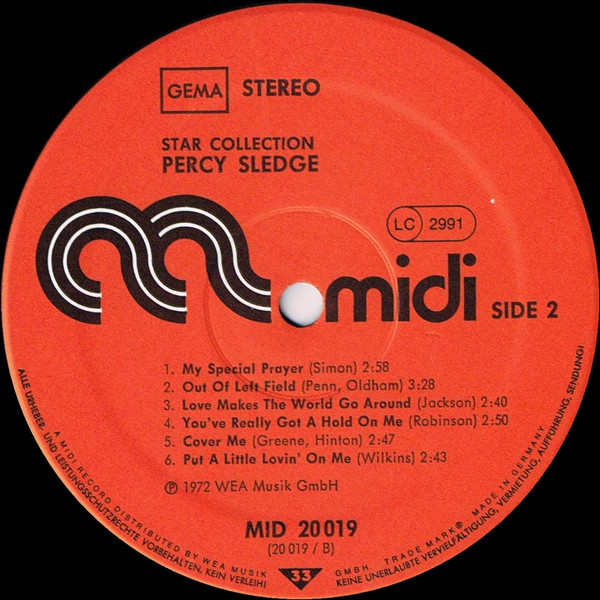 GEMA STEREO
STAR COLLECTION
PERCY SLEDGE
LC 2991
midi SIDE 2
1. My Special Prayer (Simon) 2:58
2. Out Of Left Field (Penn, Oldham) 3:28
3. Love Makes The World Go Around (Jackson) 2:40
4. You've Really Got A Hold On Me (Robinson) 2:50
5. Cover Me (Greene, Hinton) 2:47
6. Put A Little Lovin' On Me (Wilkins) 2:43
Ⓟ 1972 WEA Musik GmbH
MID 20 019
(20 019 / B)
33
ALLE URHEBER- UND LEISTUNGSSCHUTZRECHTE VORBEHALTEN, KEIN VERLEIH!
KEINE UNERLAUBTE VERVIELFÄLTIGUNG, VERMIETUNG, AUFFÜHRUNG, SENDUNG!
A MIDI RECORD DISTRIBUTED BY WEA MUSIK GMBH. TRADE MARK® MADE IN GERMANY